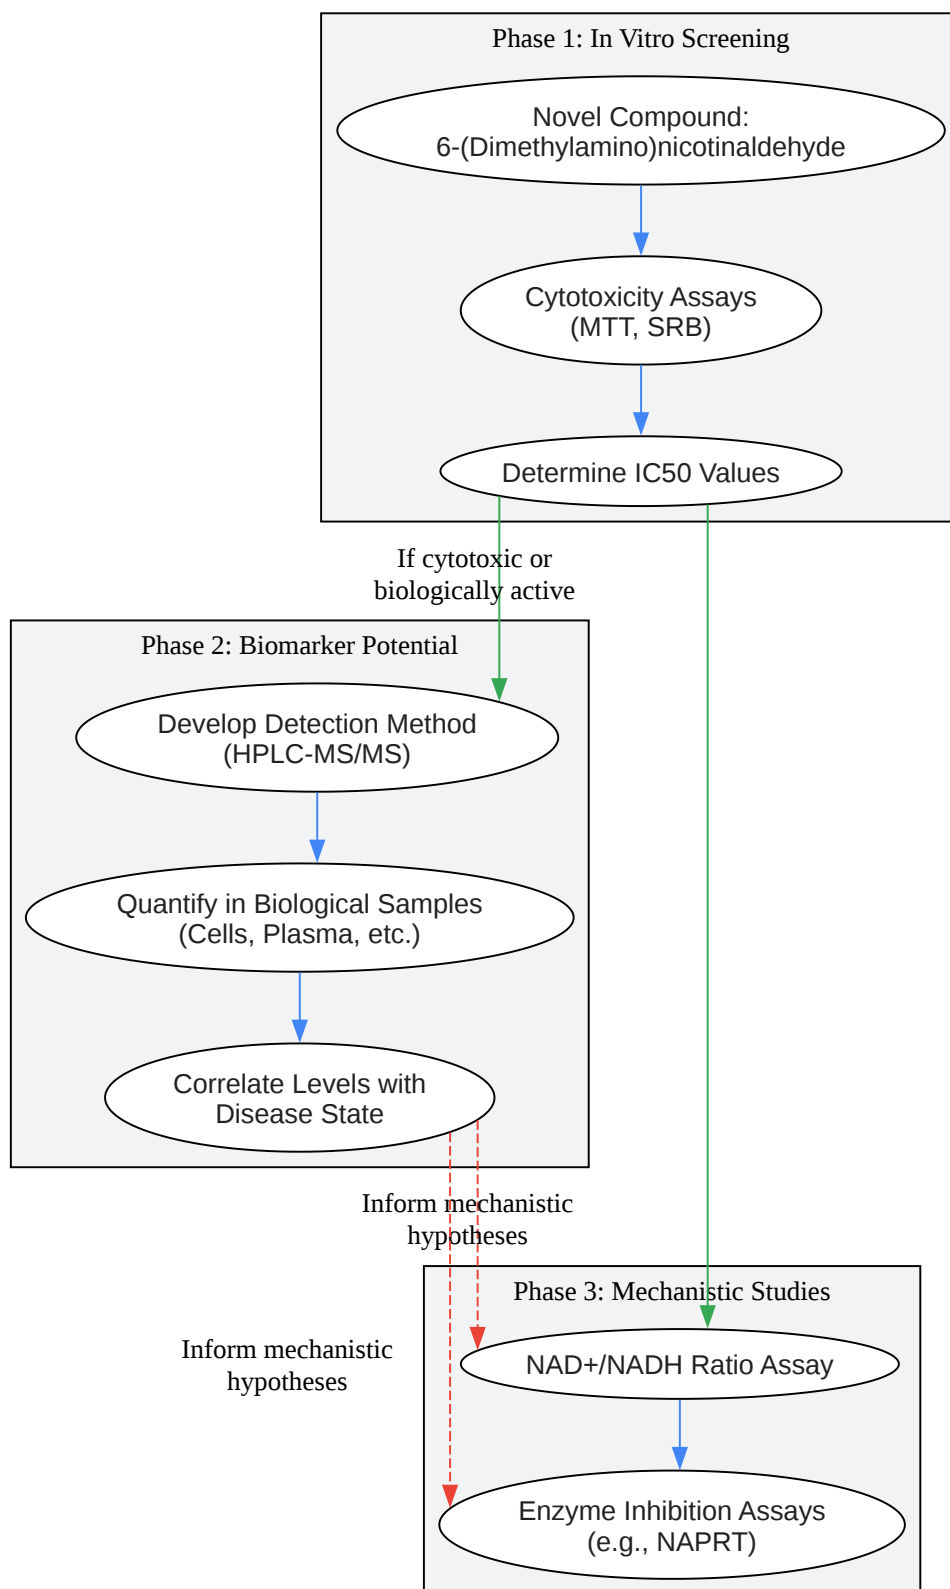 Phase 1: In Vitro Screening
Novel Compound:
6-(Dimethylamino)nicotinaldehyde
Cytotoxicity Assays
(MTT, SRB)
Determine IC50 Values
If cytotoxic or
biologically active
Phase 2: Biomarker Potential
Develop Detection Method
(HPLC-MS/MS)
Quantify in Biological Samples
(Cells, Plasma, etc.)
Correlate Levels with
Disease State
Inform mechanistic
hypotheses
Phase 3: Mechanistic Studies
Inform mechanistic
hypotheses
NAD+/NADH Ratio Assay
Enzyme Inhibition Assays
(e.g., NAPRT)